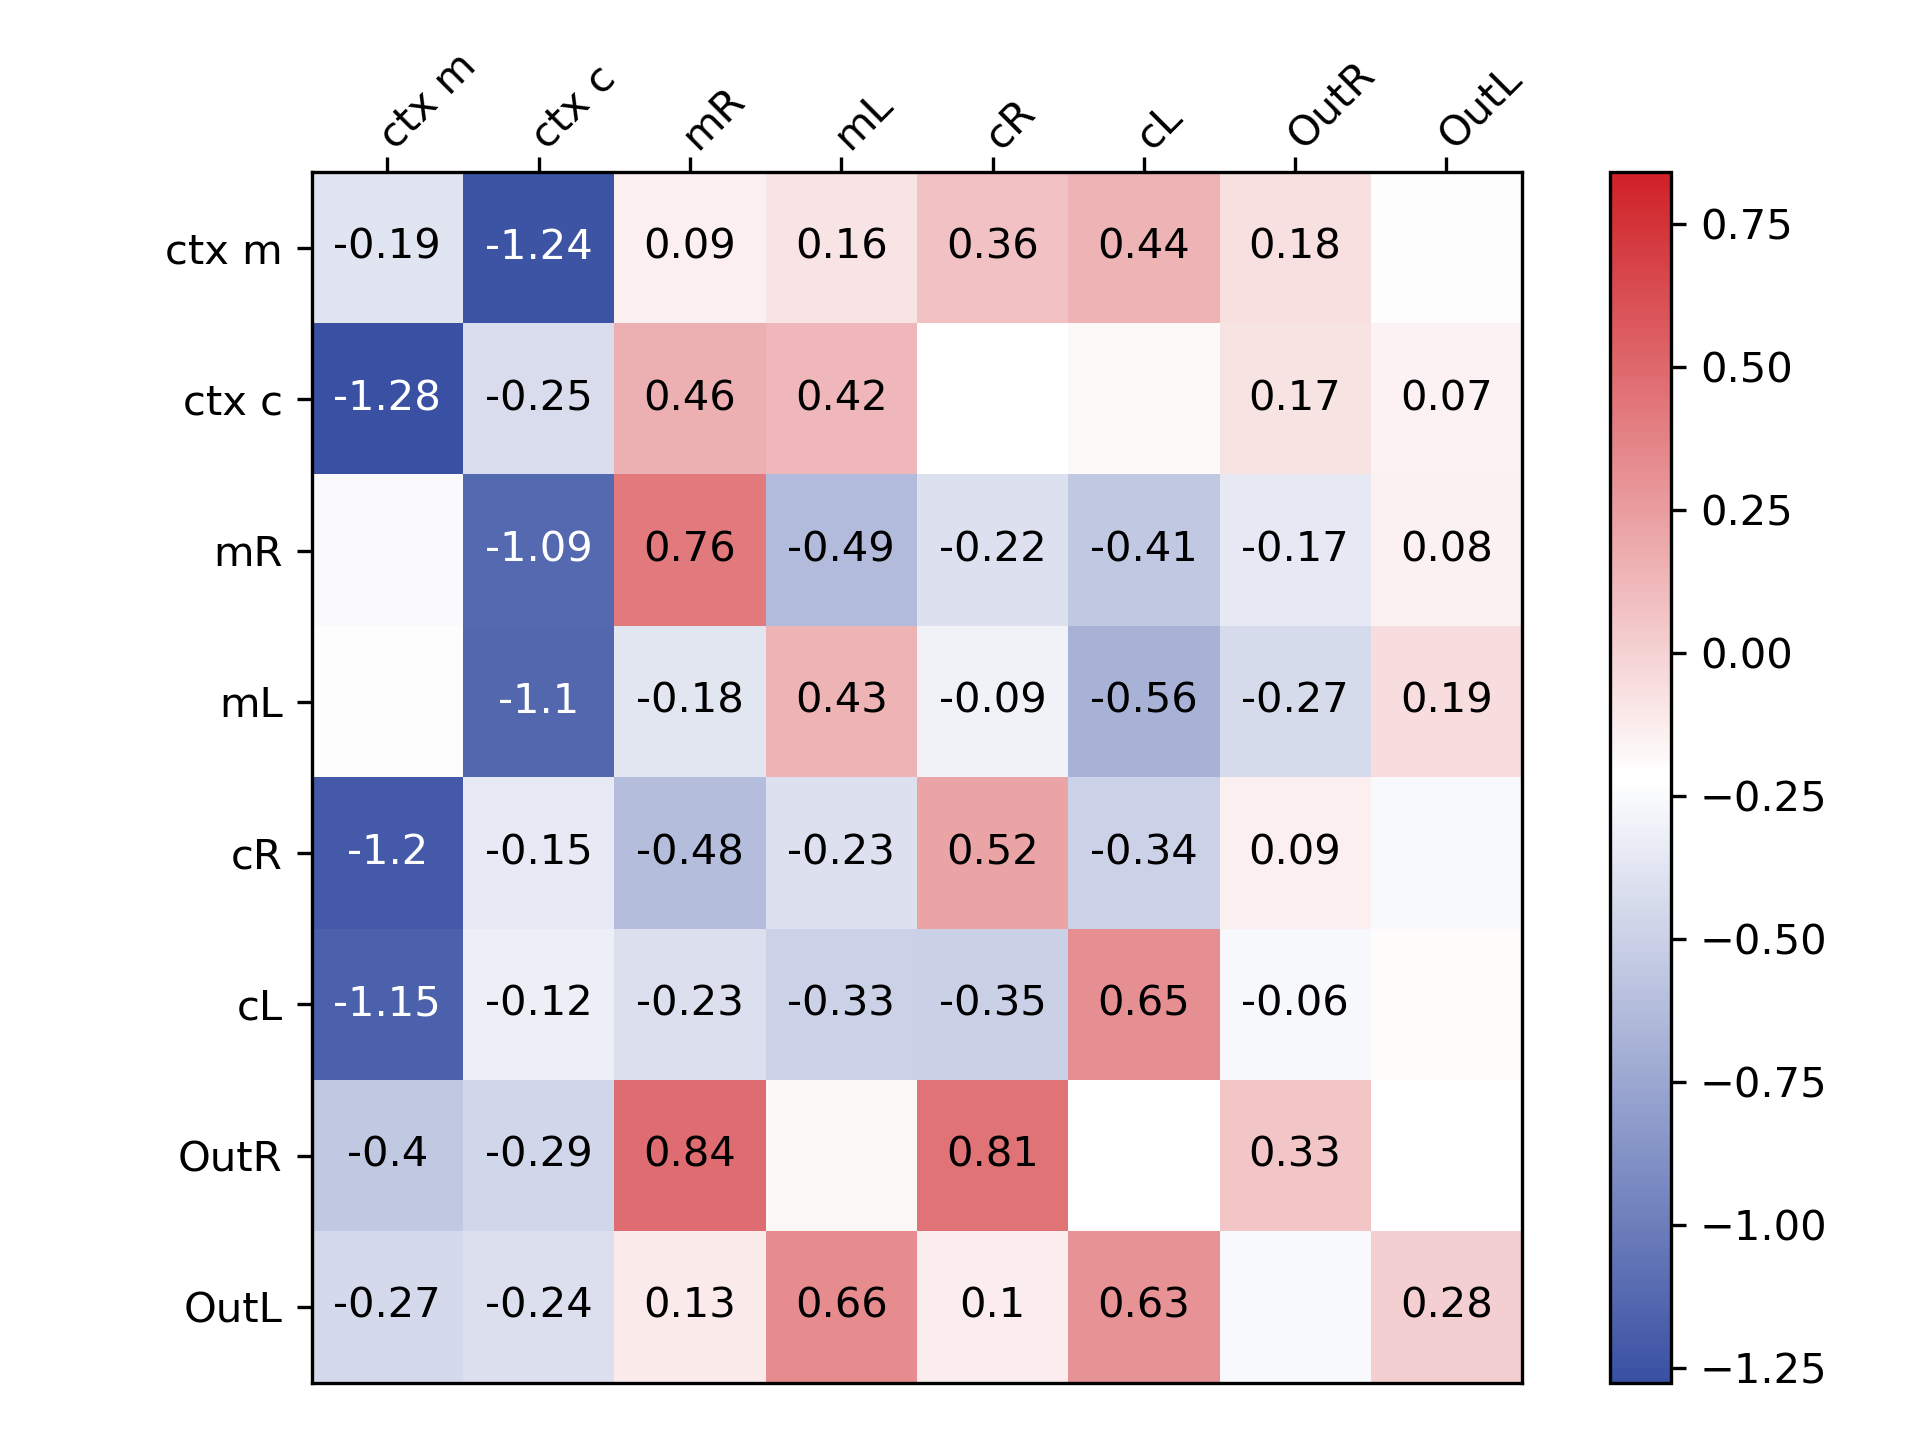 ctx m ctx c mR mL cR cL OutR OutL
ctx m -0.19 -1.24 0.09 0.16 0.36 0.44 0.18
ctx c -1.28 -0.25 0.46 0.42 0.17 0.07
mR -1.09 0.76 -0.49 -0.22 -0.41 -0.17 0.08
mL -1.1 -0.18 0.43 -0.09 -0.56 -0.27 0.19
cR -1.2 -0.15 -0.48 -0.23 0.52 -0.34 0.09
cL -1.15 -0.12 -0.23 -0.33 -0.35 0.65 -0.06
OutR -0.4 -0.29 0.84 0.81 0.33
OutL -0.27 -0.24 0.13 0.66 0.1 0.63 0.28
0.75
0.50
0.25
0.00
−0.25
−0.50
−0.75
−1.00
−1.25